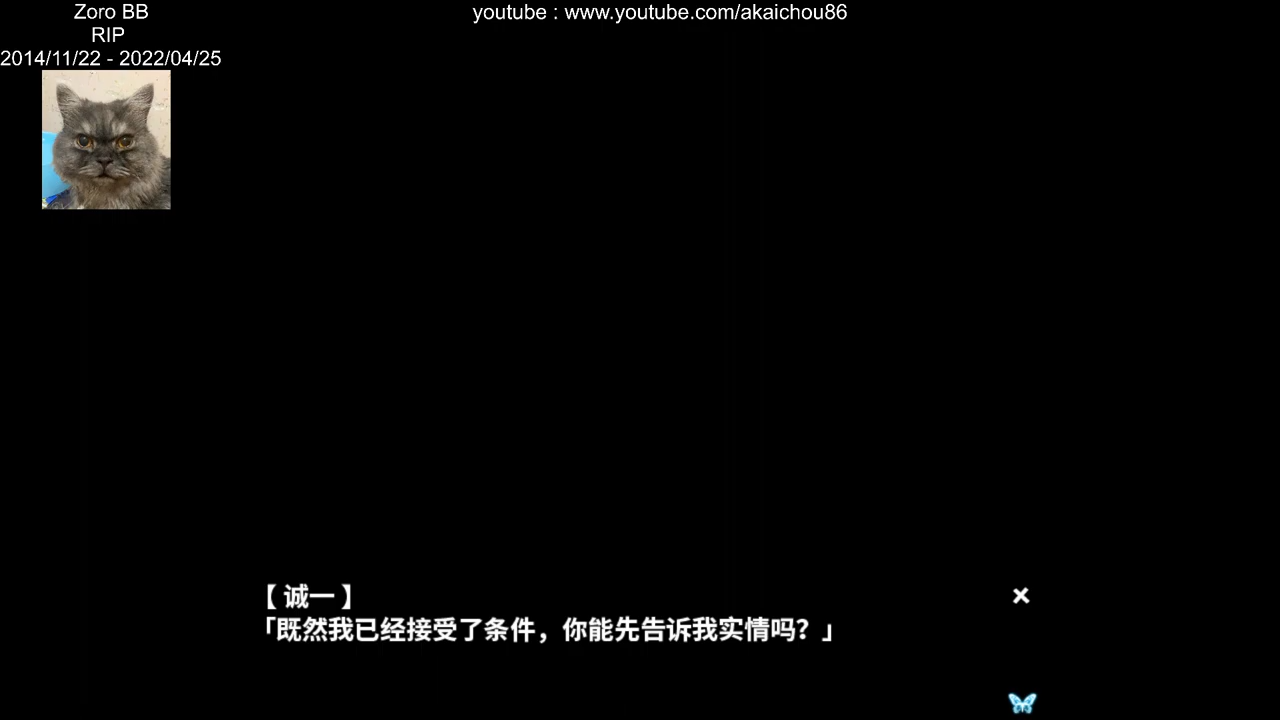 Zoro BB
RIP
2014/11/22 - 2022/04/25
youtube : www.youtube.com/akaichou86
【 诚一 】
「既然我已经接受了条件，你能先告诉我实情吗？」